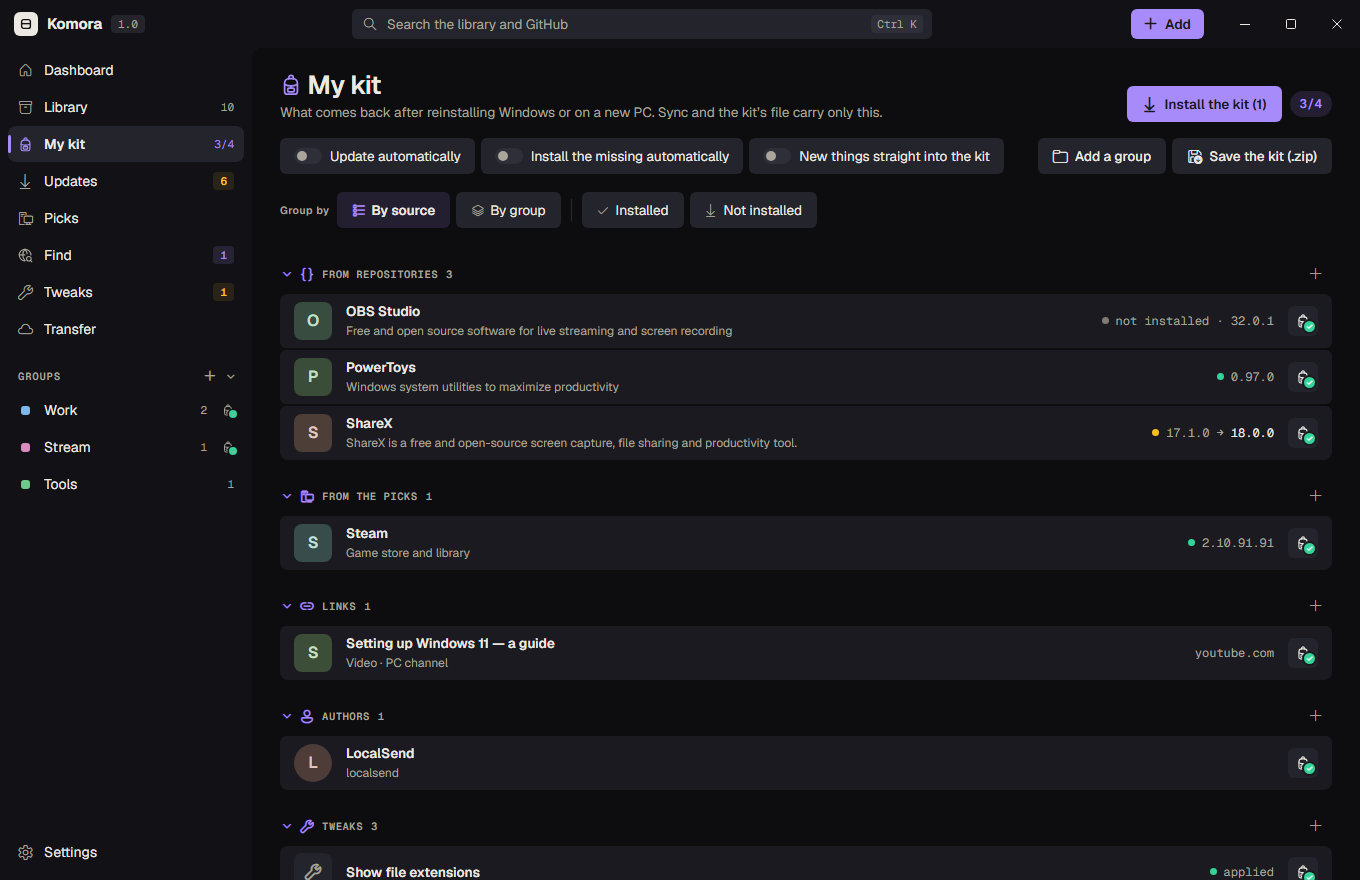 Komora 1.0
Search the library and GitHub
Ctrl K
Add
Dashboard
Library 10
My kit 3/4
Updates 6
Picks
Find 1
Tweaks 1
Transfer
GROUPS
Work 2
Stream 1
Tools 1
Settings
My kit
What comes back after reinstalling Windows or on a new PC. Sync and the kit's file carry only this.
Install the kit (1)
3/4
Update automatically
Install the missing automatically
New things straight into the kit
Add a group
Save the kit (.zip)
Group by
By source
By group
Installed
Not installed
{} FROM REPOSITORIES 3
O
OBS Studio
Free and open source software for live streaming and screen recording
not installed · 32.0.1
P
PowerToys
Windows system utilities to maximize productivity
0.97.0
S
ShareX
ShareX is a free and open-source screen capture, file sharing and productivity tool.
17.1.0 → 18.0.0
FROM THE PICKS 1
S
Steam
Game store and library
2.10.91.91
LINKS 1
S
Setting up Windows 11 — a guide
Video · PC channel
youtube.com
AUTHORS 1
L
LocalSend
localsend
TWEAKS 3
Show file extensions
applied